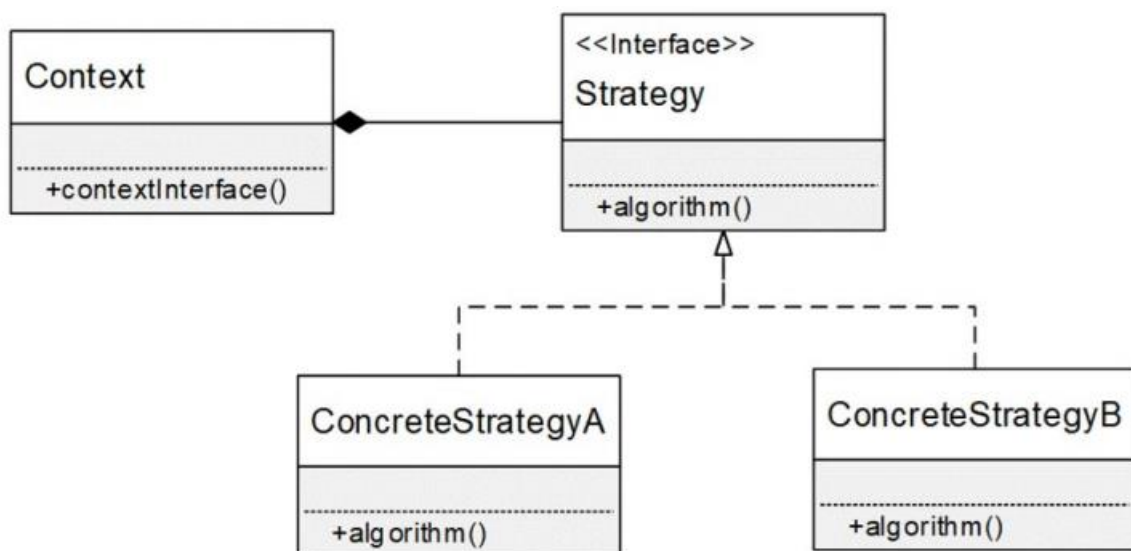 Context
+contextInterface()
<<Interface>>
Strategy
+algorithm()
ConcreteStrategyA
+algorithm()
ConcreteStrategyB
+algorithm()